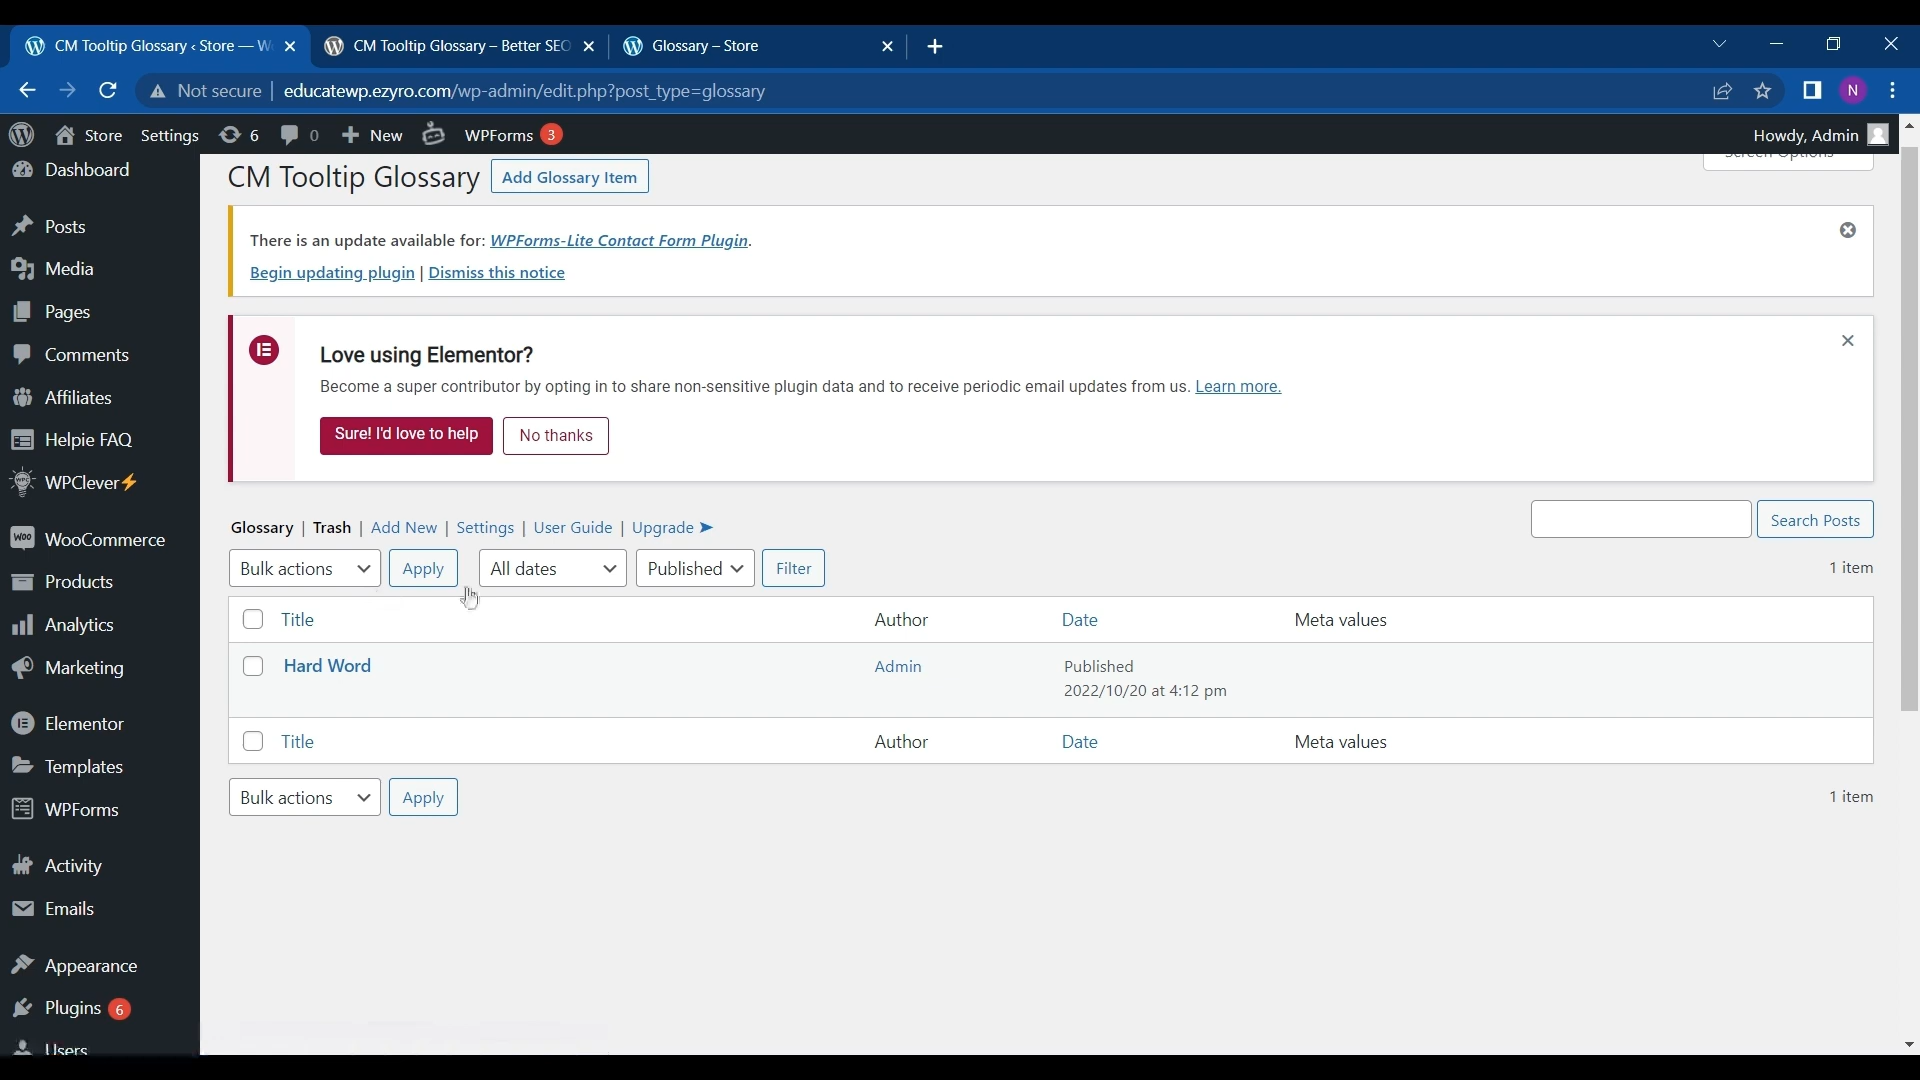 CM Tooltip Glossary ‹ Store — W
CM Tooltip Glossary – Better SEO
Glossary – Store
Not secure educatewp.ezyro.com/wp-admin/edit.php?post_type=glossary N
Store Settings 6 0 New WPForms 3 Howdy, Admin
Screen Options
Dashboard
Posts
Media
Pages
Comments
Affiliates
Helpie FAQ
WPClever⚡
WooCommerce
Products
Analytics
Marketing
Elementor
Templates
WPForms
Activity
Emails
Appearance
Plugins 6
Users
CM Tooltip Glossary Add Glossary Item
There is an update available for: WPForms-Lite Contact Form Plugin.
Begin updating plugin | Dismiss this notice
Love using Elementor?
Become a super contributor by opting in to share non-sensitive plugin data and to receive periodic email updates from us. Learn more.
Sure! I'd love to help No thanks
Glossary | Trash | Add New | Settings | User Guide | Upgrade ➤ Search Posts
Bulk actions Apply All dates Published Filter 1 item
Title Author Date Meta values
Hard Word Admin Published
2022/10/20 at 4:12 pm
Title Author Date Meta values
Bulk actions Apply 1 item